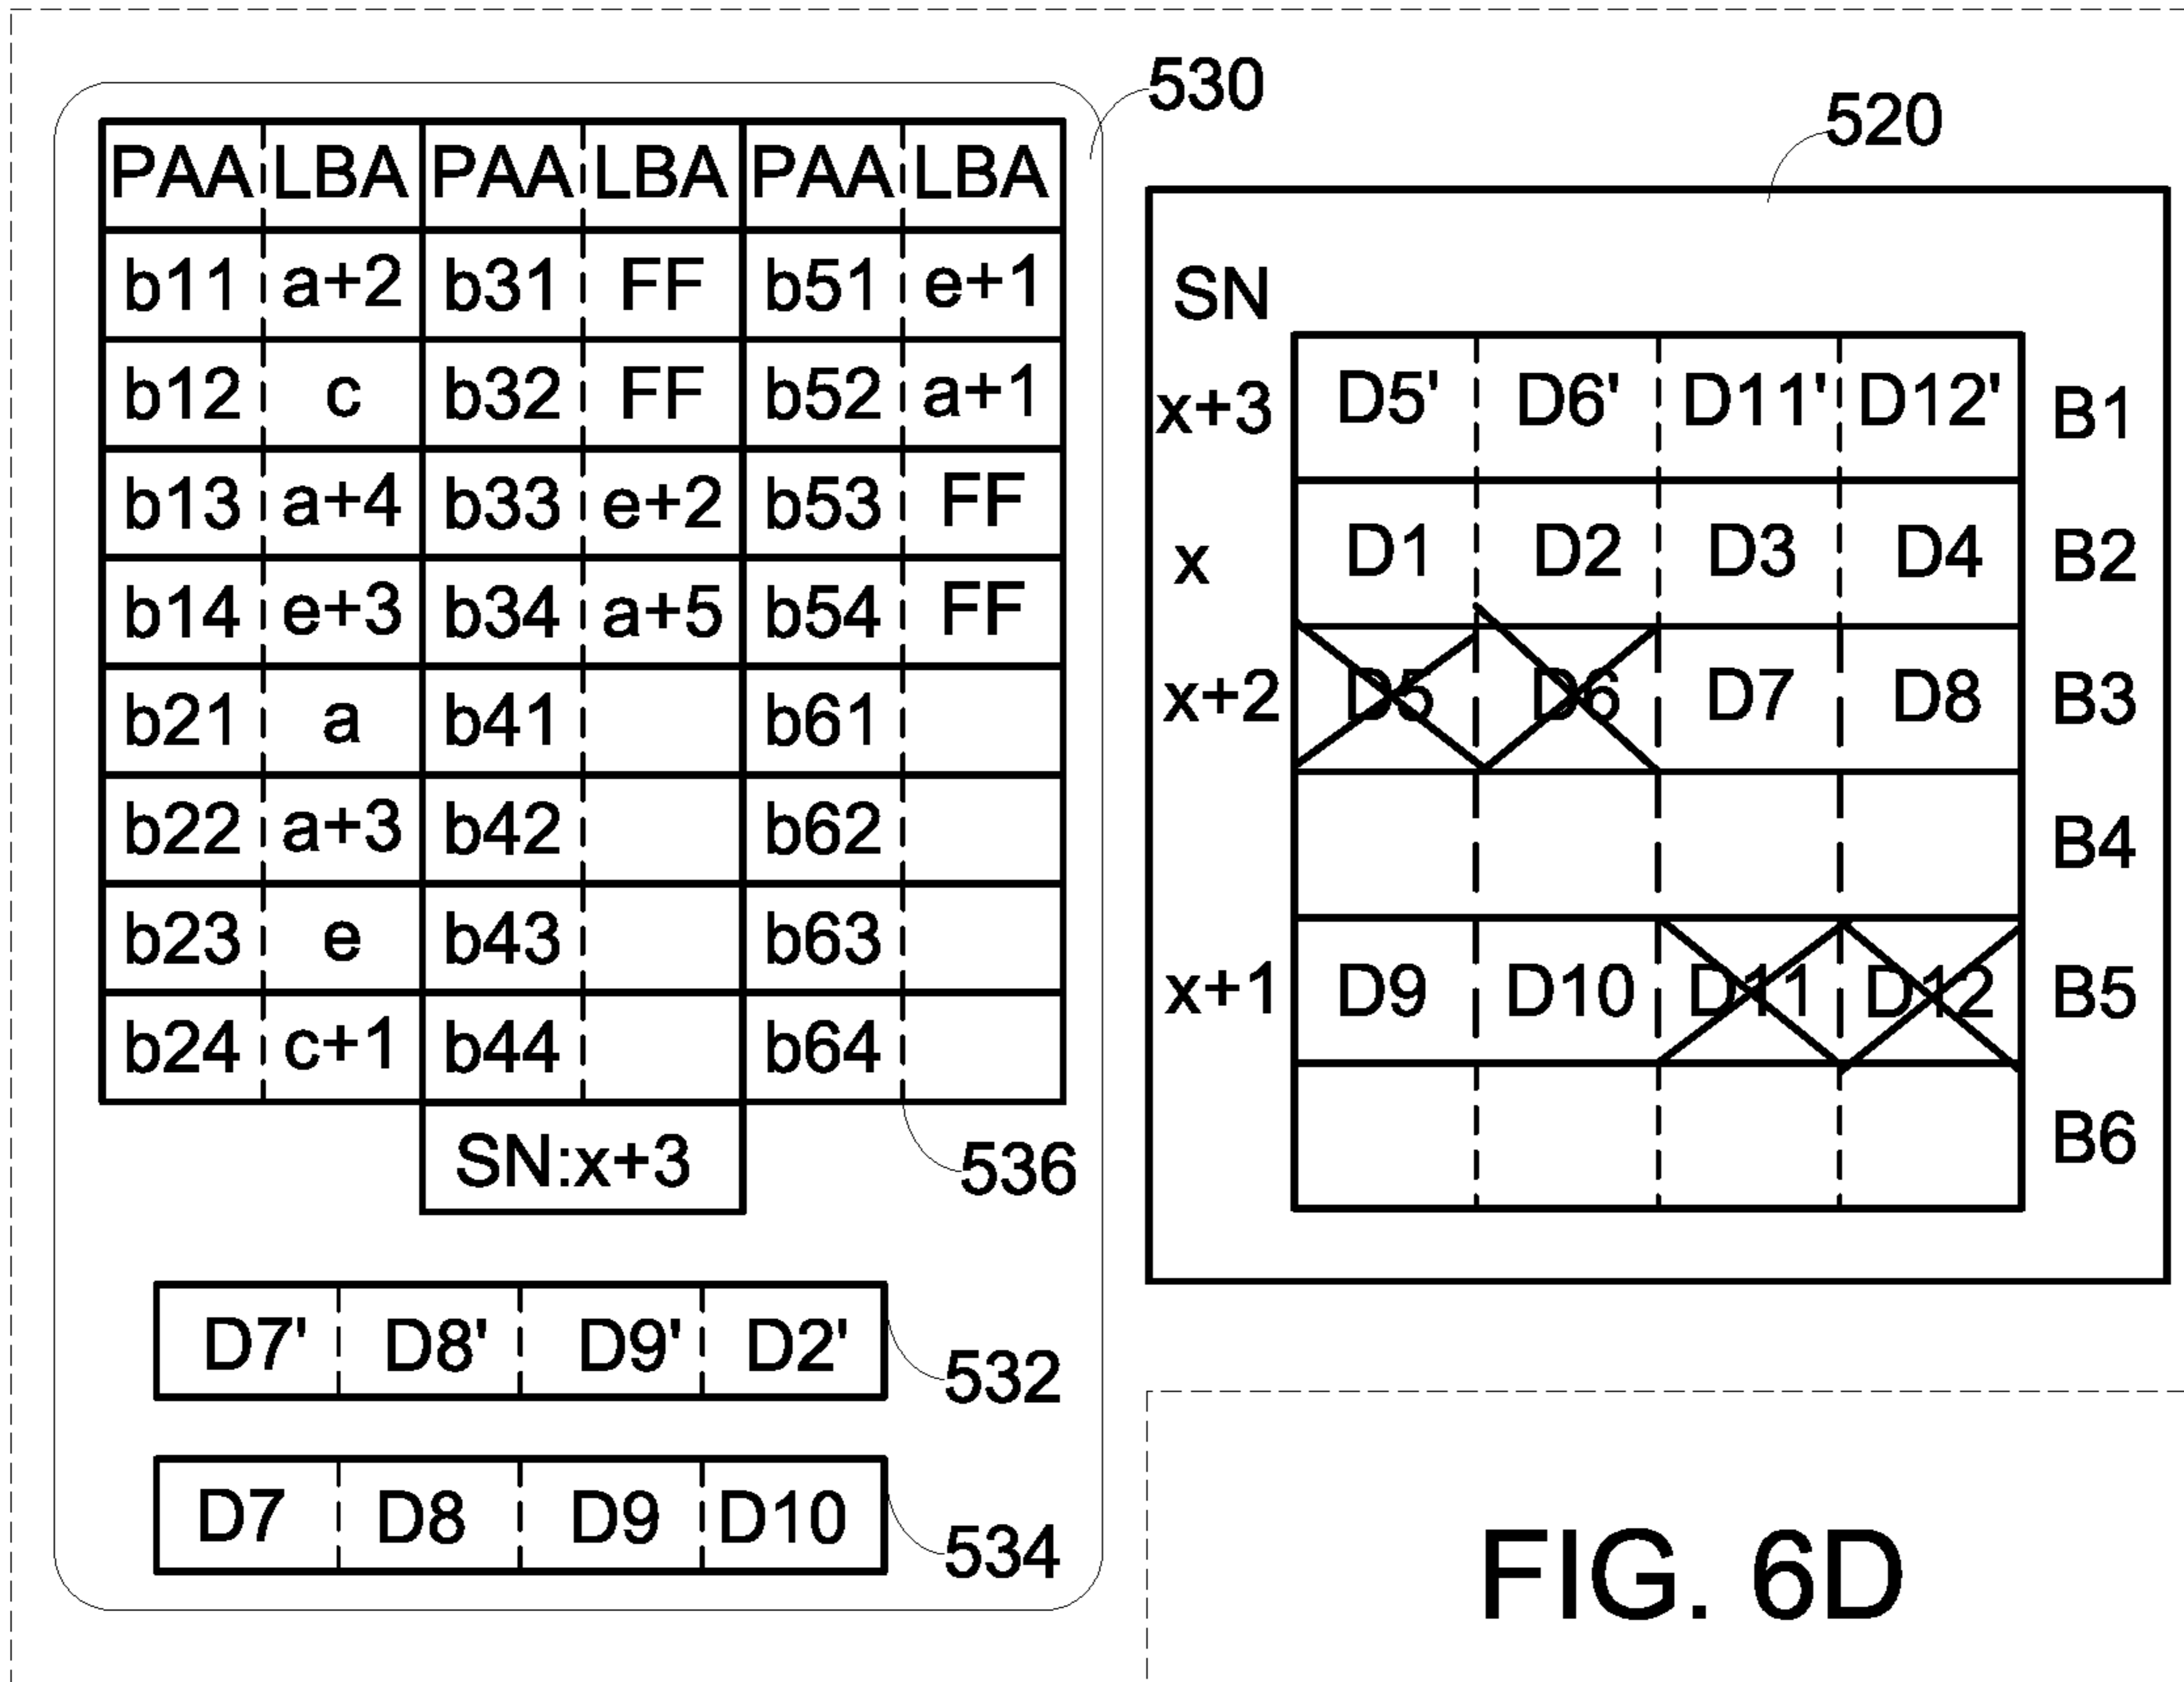 530
PAA LBA PAA LBA PAA LBA
b11 a+2 b31 FF b51 e+1
b12 c b32 FF b52 a+1
b13 a+4 b33 e+2 b53 FF
b14 e+3 b34 a+5 b54 FF
b21 a b41 b61
b22 a+3 b42 b62
b23 e b43 b63
b24 c+1 b44 b64
SN:x+3
536
D7' D8' D9' D2'
532
D7 D8 D9 D10
534
520
SN
x+3 D5' D6' D11' D12' B1
x D1 D2 D3 D4 B2
x+2 D5 D6 D7 D8 B3
B4
x+1 D9 D10 D11 D12 B5
B6
FIG. 6D